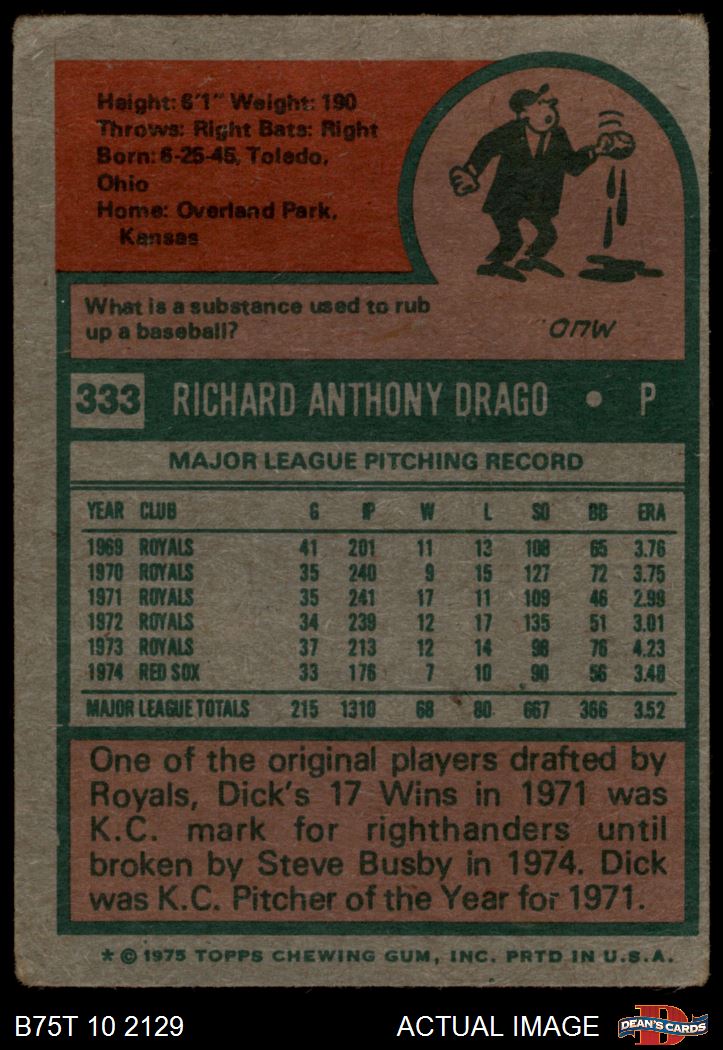 Height: 6'1" Weight: 190
Throws: Right Bats: Right
Born: 6-25-45, Toledo,
Ohio
Home: Overland Park,
Kansas
What is a substance used to rub
up a baseball?
MUD
333 RICHARD ANTHONY DRAGO • P
MAJOR LEAGUE PITCHING RECORD
YEAR CLUB G IP W L SO BB ERA
1969 ROYALS 41 201 11 13 108 65 3.76
1970 ROYALS 35 240 9 15 127 72 3.75
1971 ROYALS 35 241 17 11 109 46 2.99
1972 ROYALS 34 239 12 17 135 51 3.01
1973 ROYALS 37 213 12 14 98 76 4.23
1974 RED SOX 33 176 7 10 90 56 3.48
MAJOR LEAGUE TOTALS 215 1310 68 80 667 366 3.52
One of the original players drafted by
Royals, Dick's 17 Wins in 1971 was
K.C. mark for righthanders until
broken by Steve Busby in 1974. Dick
was K.C. Pitcher of the Year for 1971.
* © 1975 TOPPS CHEWING GUM, INC. PRTD IN U.S.A.
B75T 10 2129 ACTUAL IMAGE DEAN'S CARDS